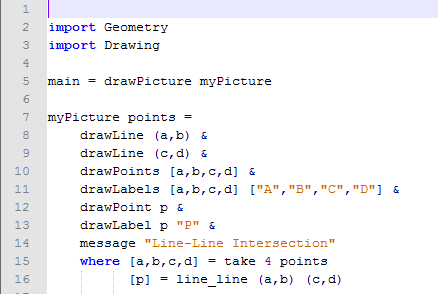 1
2 import Geometry
3 import Drawing
4
5 main = drawPicture myPicture
6
7 myPicture points =
8     drawLine (a,b) &
9     drawLine (c,d) &
10     drawPoints [a,b,c,d] &
11     drawLabels [a,b,c,d] ["A","B","C","D"] &
12     drawPoint p &
13     drawLabel p "P" &
14     message "Line-Line Intersection"
15     where [a,b,c,d] = take 4 points
16           [p] = line_line (a,b) (c,d)